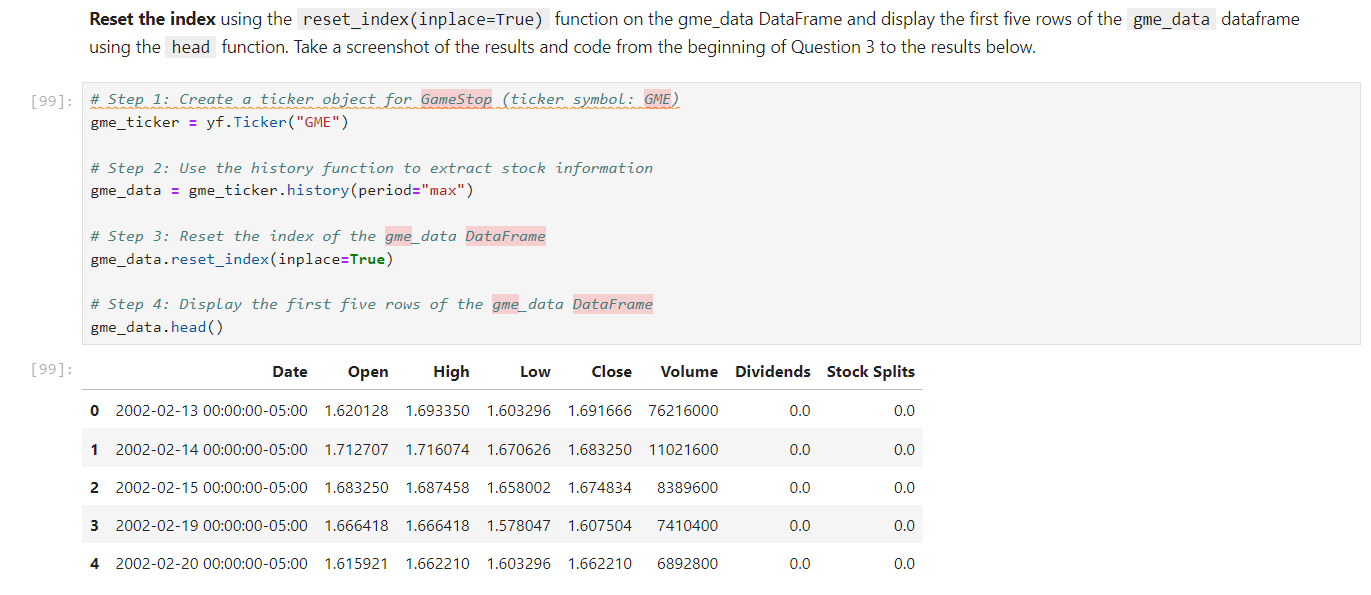 Reset the index using the reset_index(inplace=True) function on the gme_data DataFrame and display the first five rows of the gme_data dataframe
using the head function. Take a screenshot of the results and code from the beginning of Question 3 to the results below.
[99]:
# Step 1: Create a ticker object for GameStop (ticker symbol: GME)
gme_ticker = yf.Ticker("GME")
# Step 2: Use the history function to extract stock information
gme_data = gme_ticker.history(period="max")
# Step 3: Reset the index of the gme_data DataFrame
gme_data.reset_index(inplace=True)
# Step 4: Display the first five rows of the gme_data DataFrame
gme_data.head()
[99]:
Date Open High Low Close Volume Dividends Stock Splits
0 2002-02-13 00:00:00-05:00 1.620128 1.693350 1.603296 1.691666 76216000 0.0 0.0
1 2002-02-14 00:00:00-05:00 1.712707 1.716074 1.670626 1.683250 11021600 0.0 0.0
2 2002-02-15 00:00:00-05:00 1.683250 1.687458 1.658002 1.674834 8389600 0.0 0.0
3 2002-02-19 00:00:00-05:00 1.666418 1.666418 1.578047 1.607504 7410400 0.0 0.0
4 2002-02-20 00:00:00-05:00 1.615921 1.662210 1.603296 1.662210 6892800 0.0 0.0